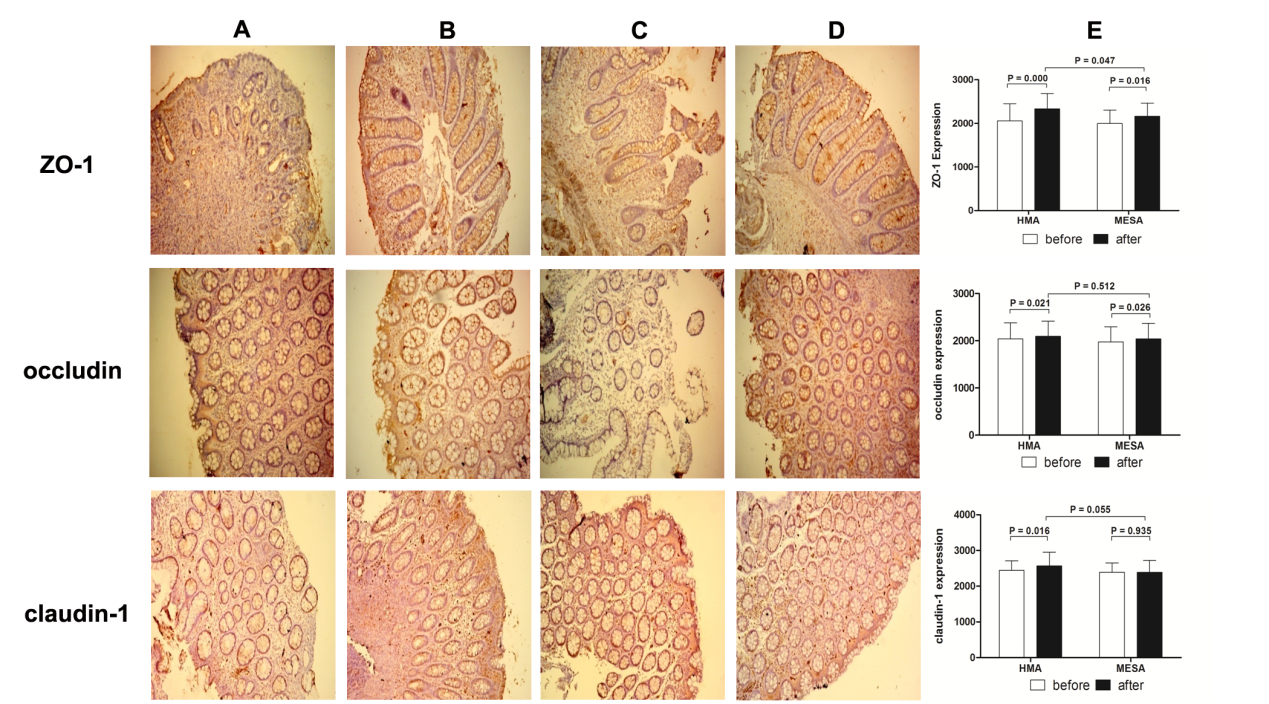 A B C D E
ZO-1
P = 0.047
P = 0.000 P = 0.016
3000
2000
1000
0
ZO-1 Expression
HMA MESA
before after
occludin
P = 0.512
P = 0.021 P = 0.026
3000
2000
1000
0
occludin expression
HMA MESA
before after
claudin-1
P = 0.055
P = 0.016 P = 0.935
4000
3000
2000
1000
0
claudin-1 expression
HMA MESA
before after